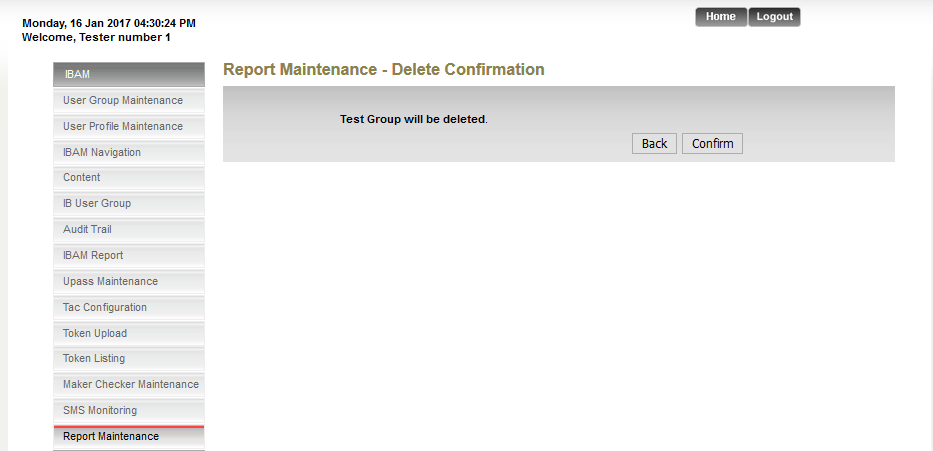 Monday, 16 Jan 2017 04:30:24 PM
Welcome, Tester number 1
Home
Logout
IBAM
User Group Maintenance
User Profile Maintenance
IBAM Navigation
Content
IB User Group
Audit Trail
IBAM Report
Upass Maintenance
Tac Configuration
Token Upload
Token Listing
Maker Checker Maintenance
SMS Monitoring
Report Maintenance
Report Maintenance - Delete Confirmation
Test Group will be deleted.
Back
Confirm